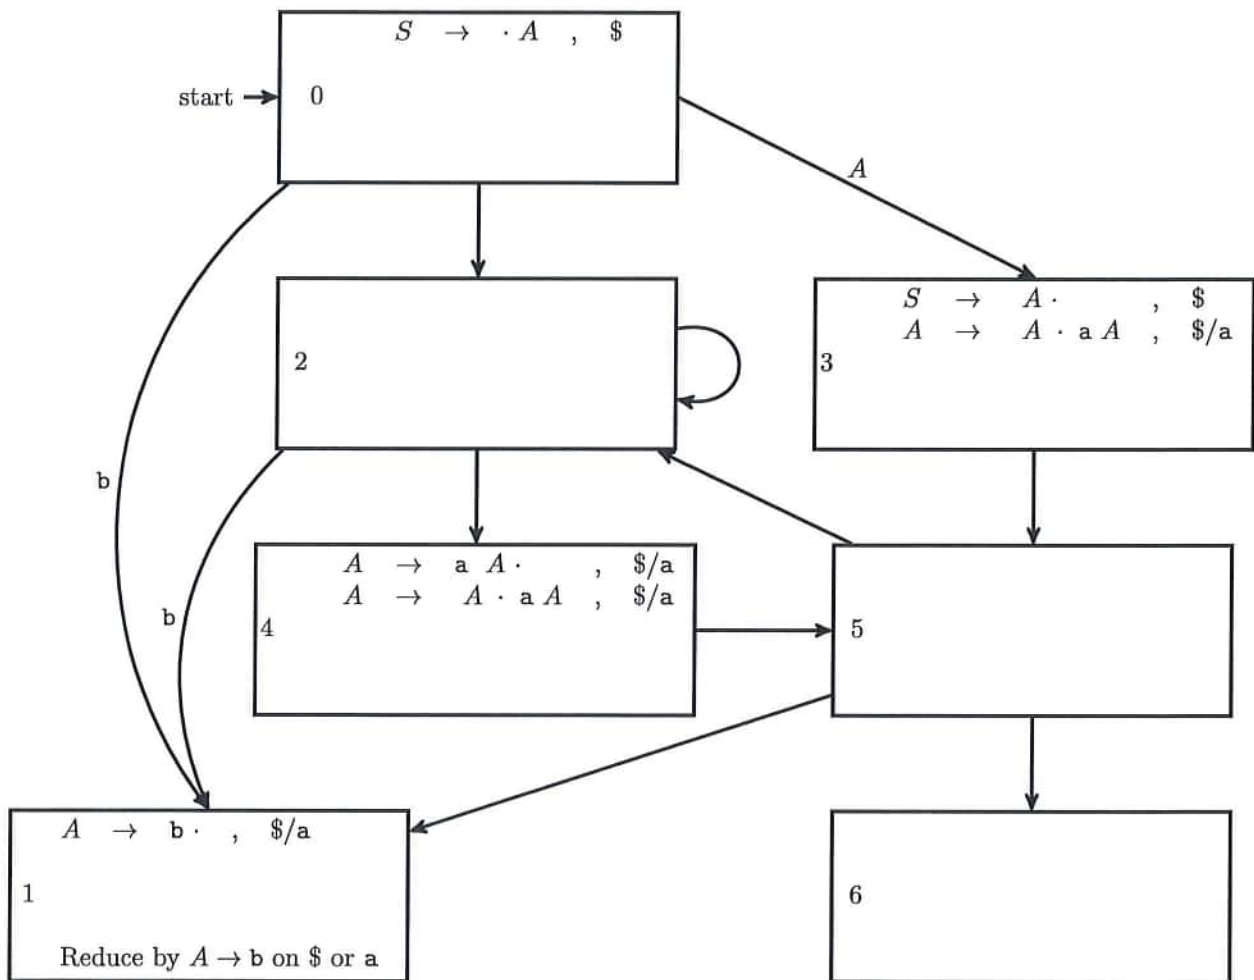 S → · A , $
start
0
A
2
S → A · , $
A → A · a A , $/a
3
b
b
A → a A · , $/a
A → A · a A , $/a
4
5
A → b · , $/a
1
Reduce by A → b on $ or a
6